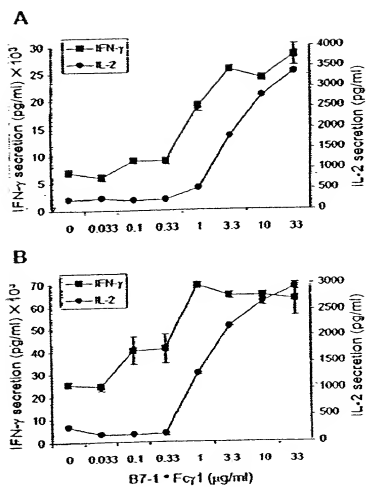 A
IFN-γ
IL-2
IFN-γ secretion (pg/ml) X 10³
30
25
20
15
10
5
0
4000
3500
3000
2500
2000
1500
1000
500
0
IL-2 secretion (pg/ml)
0 0.033 0.1 0.33 1 3.3 10 33
B
IFN-γ
IL-2
IFN-γ secretion (pg/ml) X 10³
70
60
50
40
30
20
10
0
3000
2500
2000
1500
1000
500
0
IL-2 secretion (pg/ml)
0 0.033 0.1 0.33 1 3.3 10 33
B7-1 • Fcγ1 (μg/ml)